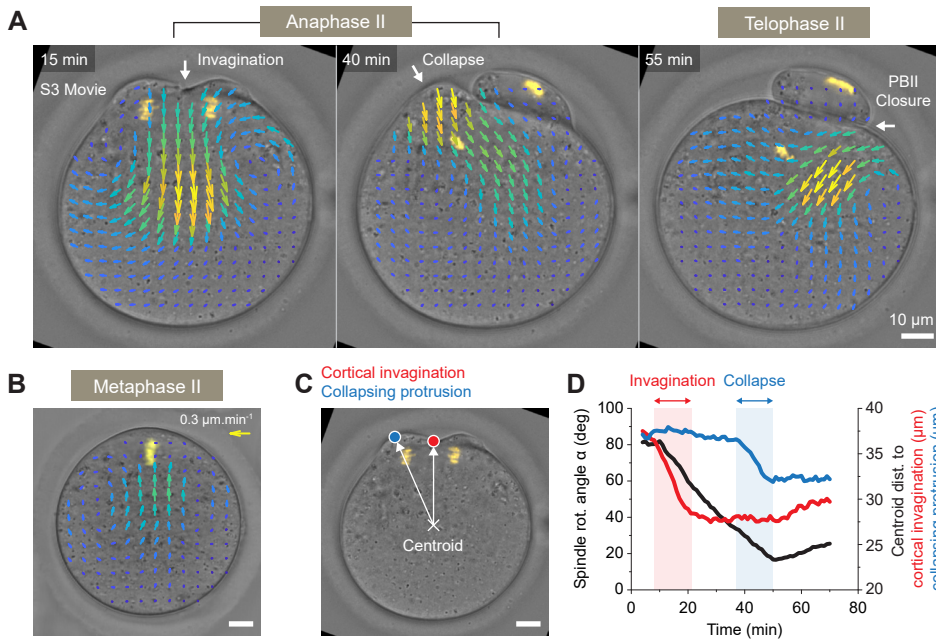 A
Anaphase II
Telophase II
15 min
Invagination
S3 Movie
40 min
Collapse
55 min
PBII
Closure
10 µm
B
Metaphase II
0.3 µm.min-1
C
Cortical invagination
Collapsing protrusion
Centroid
D
Invagination
Collapse
Spindle rot. angle α (deg)
100
80
60
40
20
0
40
35
30
25
20
Centroid dist. to
cortical invagination (µm)
collapsing protrusion (µm)
0
20
40
60
80
Time (min)